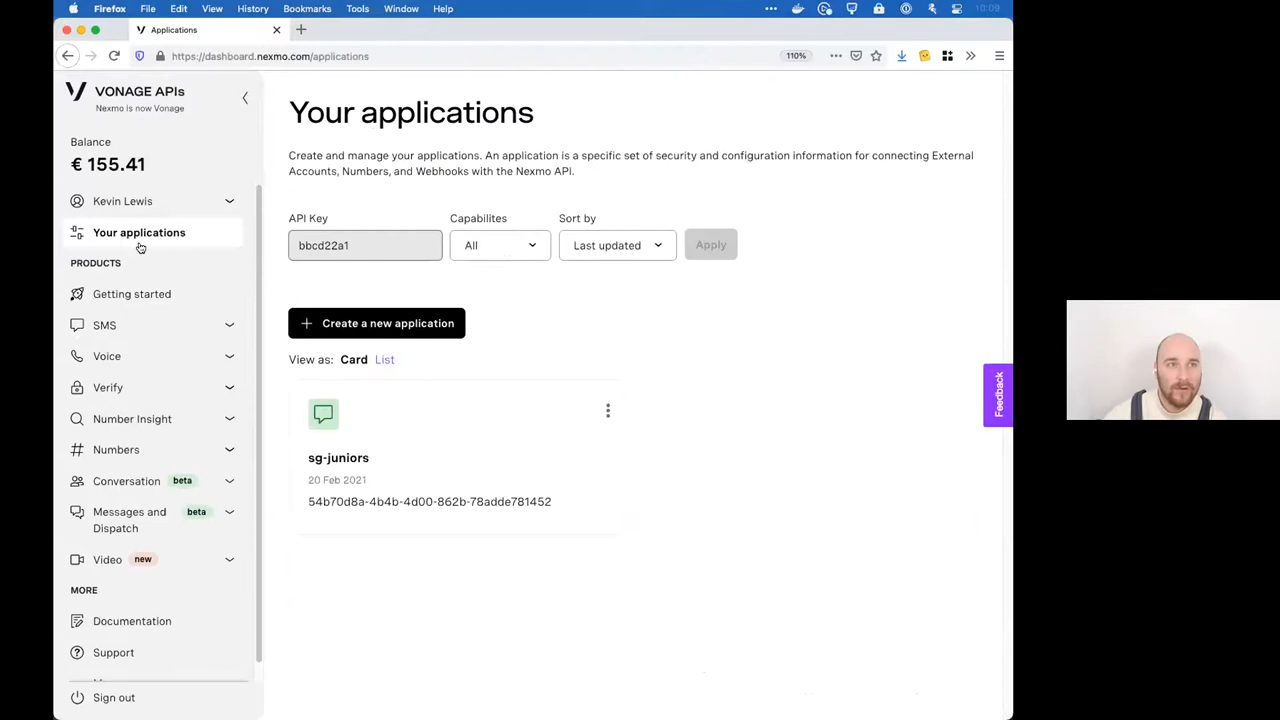 Firefox File Edit View History Bookmarks Tools Window Help 10:09
Applications
https://dashboard.nexmo.com/applications 110%
VONAGE APIs
Nexmo is now Vonage
Balance
€ 155.41
Kevin Lewis
Your applications
PRODUCTS
Getting started
SMS
Voice
Verify
Number Insight
Numbers
Conversation beta
Messages and Dispatch beta
Video new
MORE
Documentation
Support
Sign out
Your applications
Create and manage your applications. An application is a specific set of security and configuration information for connecting External
Accounts, Numbers, and Webhooks with the Nexmo API.
API Key Capabilites Sort by
bbcd22a1 All Last updated Apply
+ Create a new application
View as: Card List
sg-juniors
20 Feb 2021
54b70d8a-4b4b-4d00-862b-78adde781452
Feedback